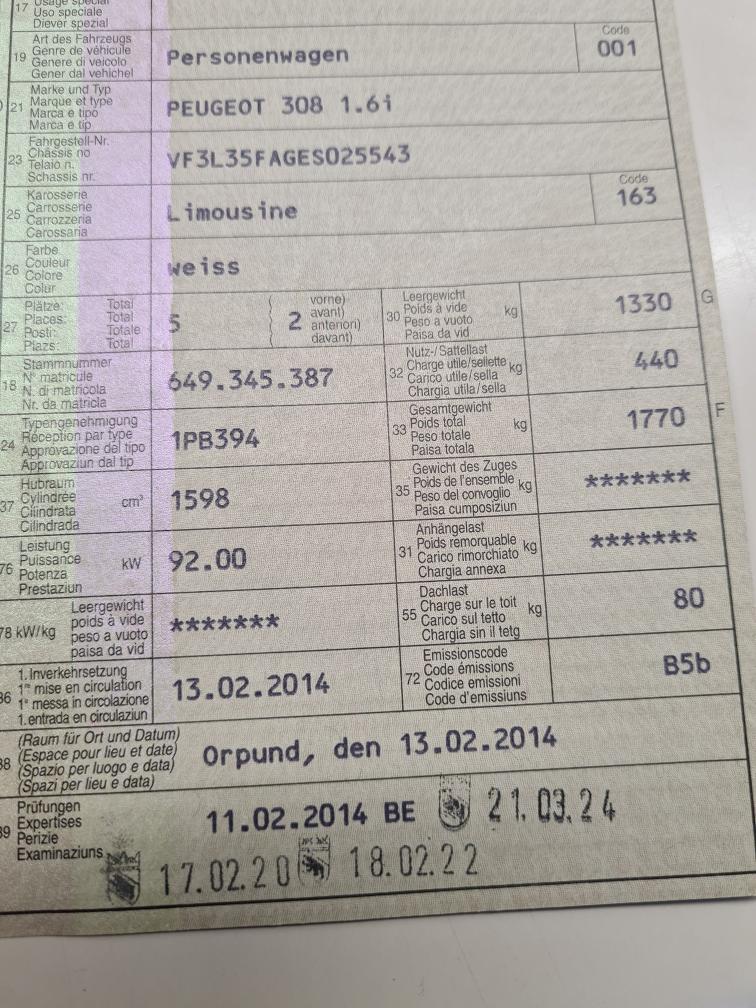 17 Usage spécial
Uso speciale
Diever spezial
19 Art des Fahrzeugs
Genre de véhicule
Genere di veicolo
Gener dal vehichel
Personenwagen
Code
001
21 Marke und Typ
Marque et type
Marca e tipo
Marca e tip
PEUGEOT 308 1.6i
23 Fahrgestell-Nr.
Châssis no
Telaio n.
Schassis nr.
VF3L35FAGES025543
25 Karosserie
Carrosserie
Carrozzeria
Carossaria
Limousine
Code
163
26 Farbe
Couleur
Colore
Colur
weiss
27 Plätze: Total
Places: Total
Posti: Totale
Plazs: Total
5
2
vorne)
avant)
anteriori)
davant)
30 Leergewicht
Poids à vide
Peso a vuoto
Paisa da vid
kg
1330
G
18 Stammnummer
N° matricule
N. di matricola
Nr. da matricla
649.345.387
32 Nutz-/Sattellast
Charge utile/sellette
Carico utile/sella
Chargia utila/sella
kg
440
24 Typengenehmigung
Réception par type
Approvazione del tipo
Approvaziun dal tip
1PB394
33 Gesamtgewicht
Poids total
Peso totale
Paisa totala
kg
1770
F
37 Hubraum
Cylindrée
Cilindrata
Cilindrada
cm³
1598
35 Gewicht des Zuges
Poids de l'ensemble
Peso del convoglio
Paisa cumposiziun
kg
*******
76 Leistung
Puissance
Potenza
Prestaziun
kW
92.00
31 Anhängelast
Poids remorquable
Carico rimorchiato
Chargia annexa
kg
*******
78 kW/kg
Leergewicht
poids à vide
peso a vuoto
paisa da vid
*******
55 Dachlast
Charge sur le toit
Carico sul tetto
Chargia sin il tetg
kg
80
36 1. Inverkehrsetzung
1re mise en circulation
1a messa in circolazione
1. entrada en circulaziun
13.02.2014
72 Emissionscode
Code émissions
Codice emissioni
Code d'emissiuns
B5b
38 (Raum für Ort und Datum)
(Espace pour lieu et date)
(Spazio per luogo e data)
(Spazi per lieu e data)
Orpund, den 13.02.2014
39 Prüfungen
Expertises
Perizie
Examinaziuns
11.02.2014 BE 21.03.24
17.02.20 18.02.22